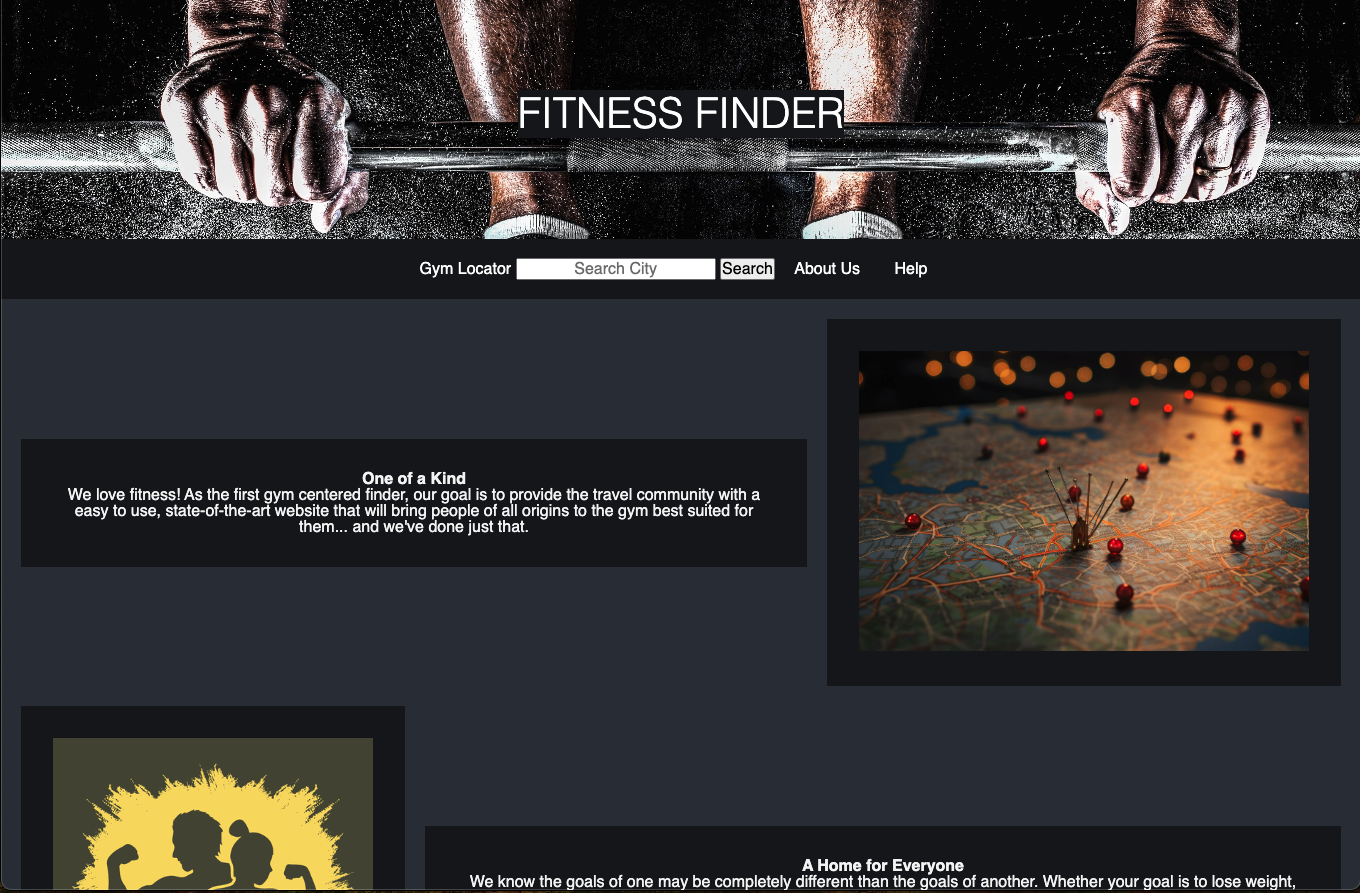 FITNESS FINDER
Gym Locator Search City Search About Us Help
One of a Kind
We love fitness! As the first gym centered finder, our goal is to provide the travel community with a
easy to use, state-of-the-art website that will bring people of all origins to the gym best suited for
them... and we've done just that.
A Home for Everyone
We know the goals of one may be completely different than the goals of another. Whether your goal is to lose weight,